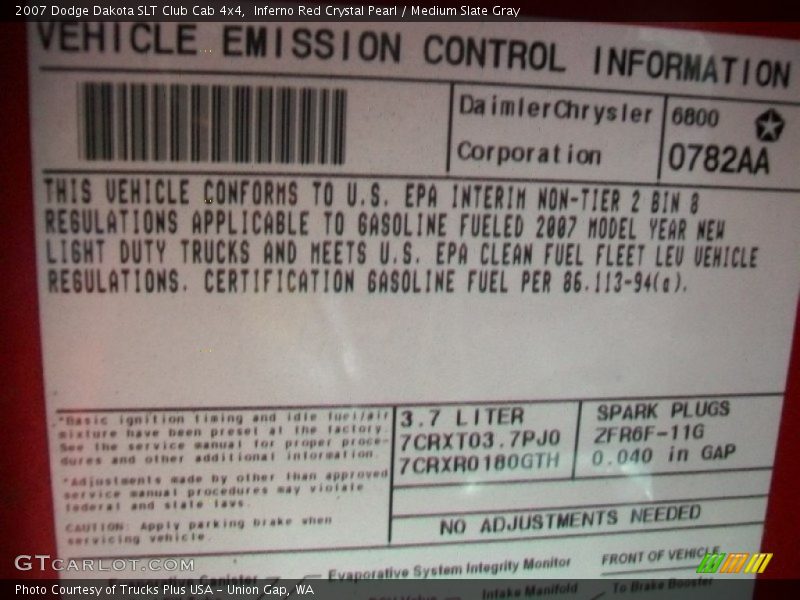 2007 Dodge Dakota SLT Club Cab 4x4,  Inferno Red Crystal Pearl / Medium Slate Gray
VEHICLE EMISSION CONTROL INFORMATION
DaimlerChrysler
Corporation
6800
0782AA
THIS VEHICLE CONFORMS TO U.S. EPA INTERIM NON-TIER 2 BIN 8
REGULATIONS APPLICABLE TO GASOLINE FUELED 2007 MODEL YEAR NEW
LIGHT DUTY TRUCKS AND MEETS U.S. EPA CLEAN FUEL FLEET LEV VEHICLE
REGULATIONS. CERTIFICATION GASOLINE FUEL PER 86.113-94(a).
*Basic ignition timing and idle fuel/air
mixture have been preset at the factory.
See the service manual for proper proce-
dures and other additional information.
*Adjustments made by other than approved
service manual procedures may violate
federal and state laws.
CAUTION: Apply parking brake when
servicing vehicle.
3.7 LITER
7CRXT03.7PJ0
7CRXR0180GTH
SPARK PLUGS
ZFR6F-11G
0.040 in GAP
NO ADJUSTMENTS NEEDED
Evaporative Canister
Evaporative System Integrity Monitor
FRONT OF VEHICLE
Intake Manifold
To Brake Booster
GTCARLOT.COM
Photo Courtesy of Trucks Plus USA - Union Gap, WA